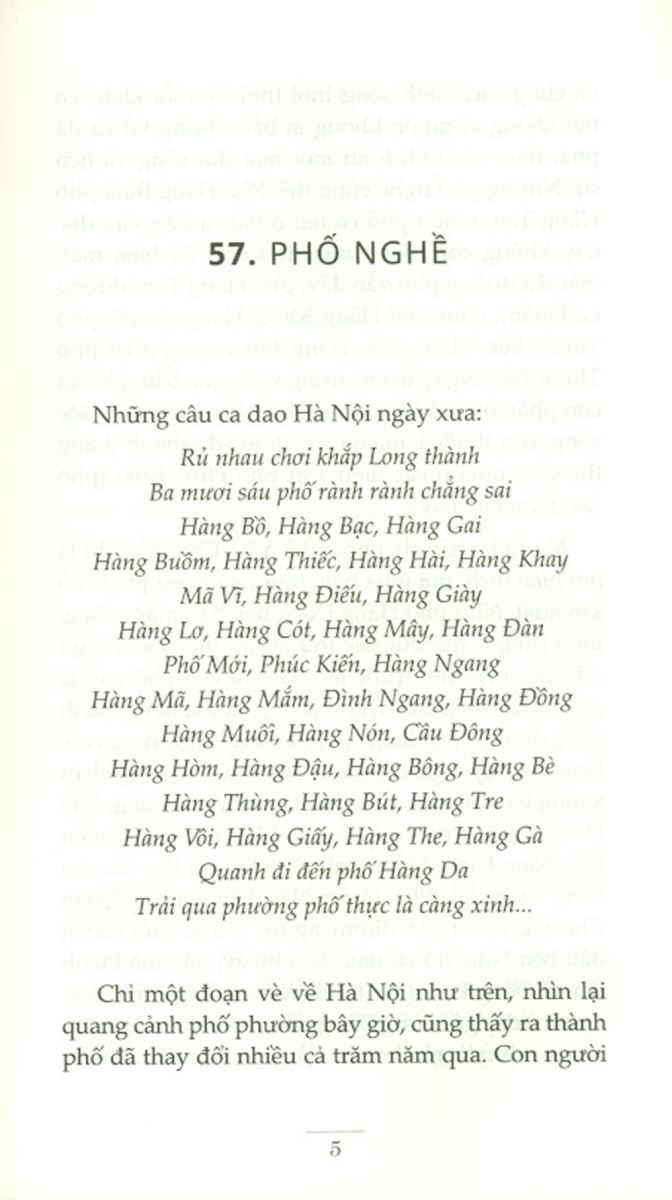 57. PHỐ NGHỀ
Những câu ca dao Hà Nội ngày xưa:
Rủ nhau chơi khắp Long thành
Ba mươi sáu phố rành rành chẳng sai
Hàng Bồ, Hàng Bạc, Hàng Gai
Hàng Buồm, Hàng Thiếc, Hàng Hài, Hàng Khay
Mã Vĩ, Hàng Điếu, Hàng Giày
Hàng Lơ, Hàng Cót, Hàng Mây, Hàng Đàn
Phố Mới, Phúc Kiến, Hàng Ngang
Hàng Mã, Hàng Mắm, Đình Ngang, Hàng Đồng
Hàng Muối, Hàng Nón, Cầu Đông
Hàng Hòm, Hàng Đậu, Hàng Bông, Hàng Bè
Hàng Thùng, Hàng Bút, Hàng Tre
Hàng Vôi, Hàng Giấy, Hàng The, Hàng Gà
Quanh đi đến phố Hàng Da
Trải qua phường phố thực là càng xinh...
Chỉ một đoạn vè về Hà Nội như trên, nhìn lại
quang cảnh phố phường bây giờ, cũng thấy ra thành
phố đã thay đổi nhiều cả trăm năm qua. Con người
5